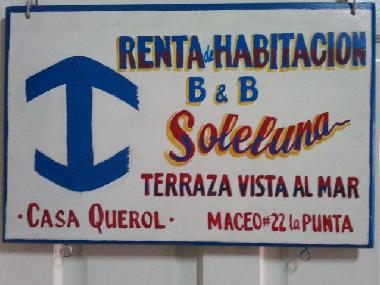 RENTA de HABITACION
B & B
Soleluna
TERRAZA VISTA AL MAR
· CASA QUEROL · MACEO #22 la PUNTA